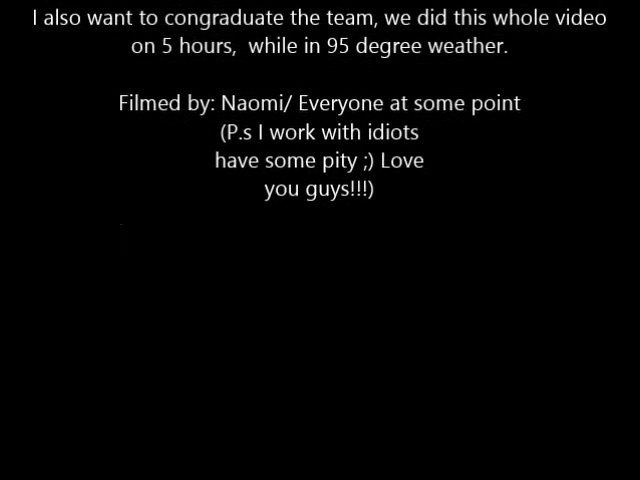 I also want to congraduate the team, we did this whole video
on 5 hours,  while in 95 degree weather.
Filmed by: Naomi/ Everyone at some point
(P.s I work with idiots
have some pity ;) Love
you guys!!!)